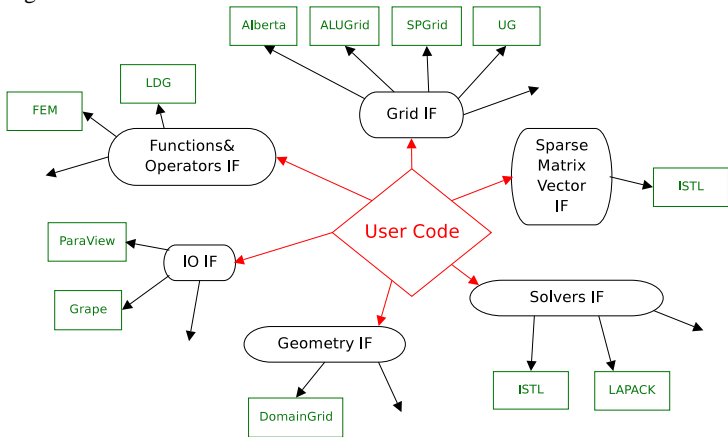 Alberta
ALUGrid
SPGrid
UG
LDG
FEM
Grid IF
Functions&
Operators IF
Sparse
Matrix
Vector
IF
ISTL
User Code
ParaView
IO IF
Grape
Solvers IF
Geometry IF
ISTL
LAPACK
DomainGrid